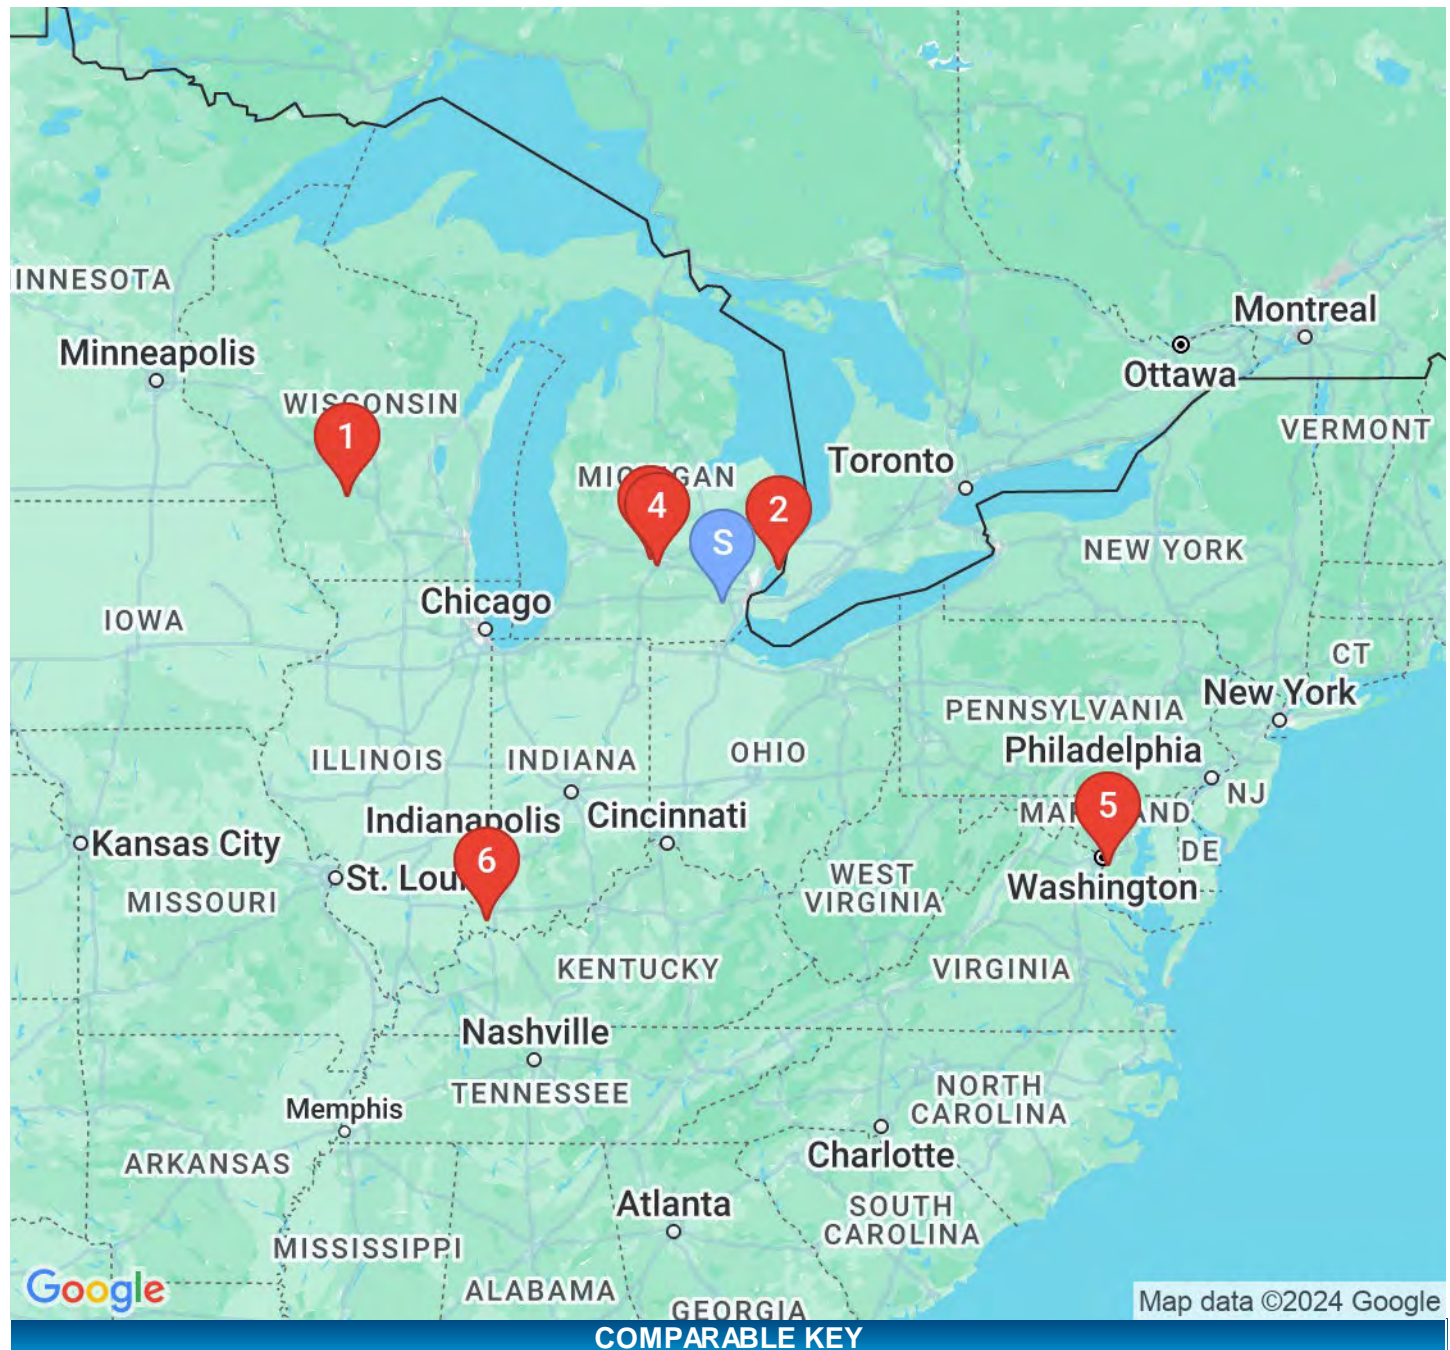 MINNESOTA
Montreal
Minneapolis
Ottawa
WISCONSIN
VERMONT
1
Toronto
MICHIGAN
4
2
S
NEW YORK
Chicago
IOWA
CT
New York
PENNSYLVANIA
OHIO
Philadelphia
ILLINOIS
INDIANA
NJ
5
MARYLAND
Indianapolis
Cincinnati
Kansas City
DE
6
St. Loui
WEST
VIRGINIA
Washington
MISSOURI
KENTUCKY
VIRGINIA
Nashville
TENNESSEE
NORTH
CAROLINA
Memphis
Charlotte
ARKANSAS
Atlanta
SOUTH
CAROLINA
MISSISSIPPI
ALABAMA
GEORGIA
Google
Map data ©2024 Google
COMPARABLE KEY